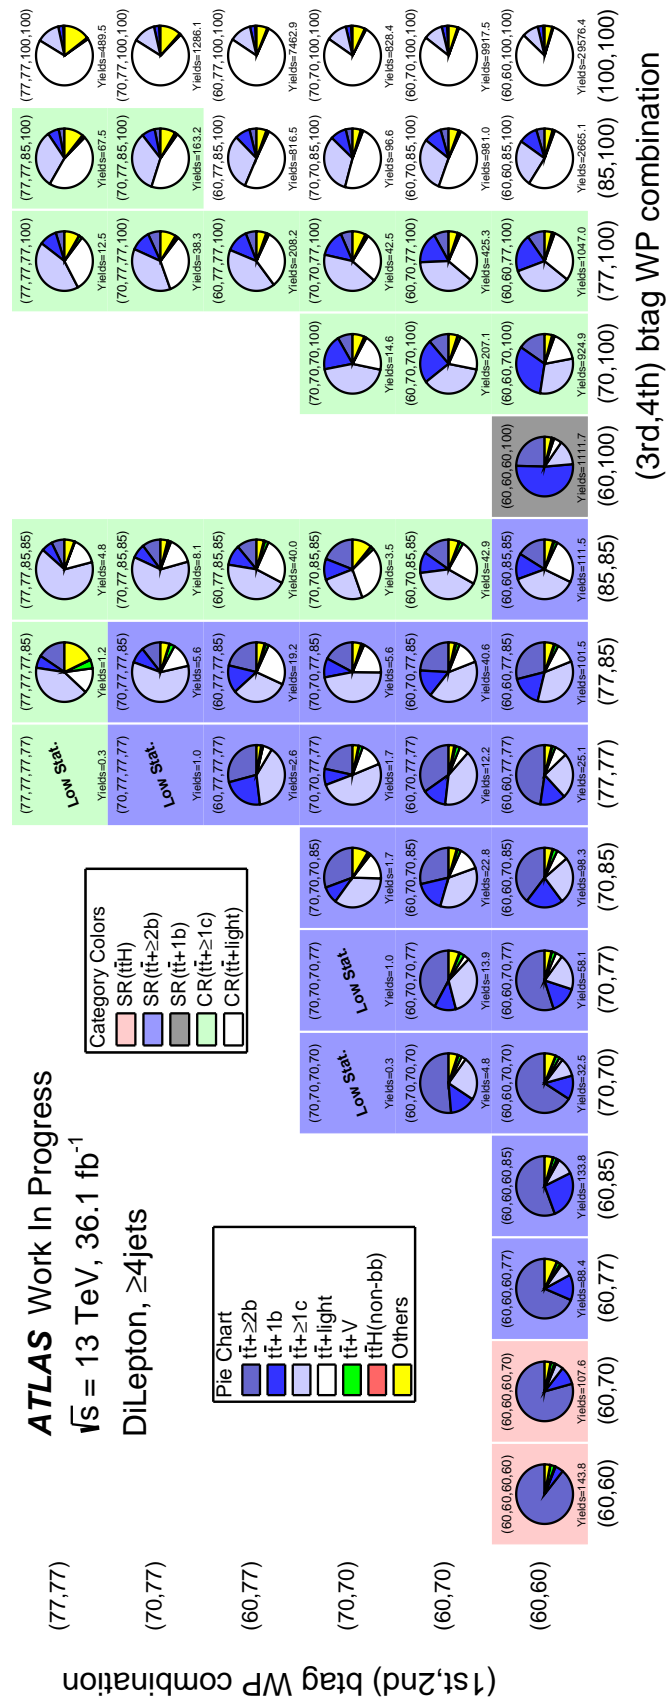 ATLAS Work In Progress
√s = 13 TeV, 36.1 fb⁻¹
DiLepton, ≥4jets
Category Colors
SR(tt̄H)
SR(tt̄+≥2b)
SR(tt̄+1b)
CR(tt̄+≥1c)
CR(tt̄+light)
Pie Chart
tt̄+≥2b
tt̄+1b
tt̄+≥1c
tt̄+light
tt̄+V
tt̄H(non-bb)
Others
(1st,2nd) btag WP combination
(77,77)
(77,77,77,77)
Low Stat.
Yields=0.3
(77,77,77,85)
Yields=1.2
(77,77,85,85)
Yields=4.8
(77,77,77,100)
Yields=12.5
(77,77,85,100)
Yields=67.5
(77,77,100,100)
Yields=489.5
(70,77)
(70,77,77,77)
Low Stat.
Yields=1.0
(70,77,77,85)
Yields=5.6
(70,77,85,85)
Yields=8.1
(70,77,77,100)
Yields=38.3
(70,77,85,100)
Yields=163.2
(70,77,100,100)
Yields=1286.1
(60,77)
(60,77,77,77)
Yields=2.6
(60,77,77,85)
Yields=19.2
(60,77,85,85)
Yields=40.0
(60,77,77,100)
Yields=208.2
(60,77,85,100)
Yields=816.5
(60,77,100,100)
Yields=7462.9
(70,70)
(70,70,70,70)
Low Stat.
Yields=0.3
(70,70,70,77)
Low Stat.
Yields=1.0
(70,70,70,85)
Yields=1.7
(70,70,77,77)
Yields=1.7
(70,70,77,85)
Yields=5.6
(70,70,85,85)
Yields=3.5
(70,70,70,100)
Yields=14.6
(70,70,77,100)
Yields=42.5
(70,70,85,100)
Yields=96.6
(70,70,100,100)
Yields=828.4
(60,70)
(60,70,70,70)
Yields=4.8
(60,70,70,77)
Yields=13.9
(60,70,70,85)
Yields=22.8
(60,70,77,77)
Yields=12.2
(60,70,77,85)
Yields=40.6
(60,70,85,85)
Yields=42.9
(60,70,70,100)
Yields=207.1
(60,70,77,100)
Yields=425.3
(60,70,85,100)
Yields=981.0
(60,70,100,100)
Yields=9917.5
(60,60)
(60,60,60,60)
Yields=143.8
(60,60,60,70)
Yields=107.6
(60,60,60,77)
Yields=88.4
(60,60,60,85)
Yields=133.8
(60,60,70,70)
Yields=32.5
(60,60,70,77)
Yields=58.1
(60,60,70,85)
Yields=98.3
(60,60,77,77)
Yields=25.1
(60,60,77,85)
Yields=101.5
(60,60,85,85)
Yields=111.5
(60,60,60,100)
Yields=1111.7
(60,60,70,100)
Yields=924.9
(60,60,77,100)
Yields=1047.0
(60,60,85,100)
Yields=2665.1
(60,60,100,100)
Yields=29576.4
(60,60) (60,70) (60,77) (60,85) (70,70) (70,77) (70,85) (77,77) (77,85) (85,85) (60,100) (70,100) (77,100) (85,100) (100,100)
(3rd,4th) btag WP combination